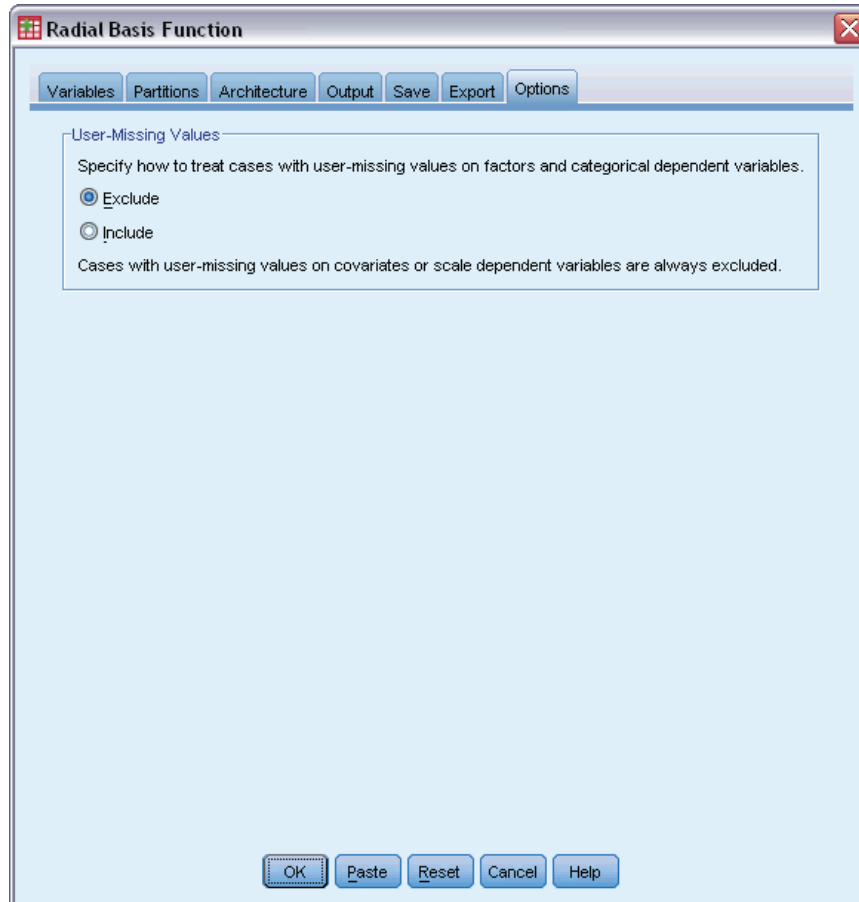 Radial Basis Function
Variables Partitions Architecture Output Save Export Options
User-Missing Values
Specify how to treat cases with user-missing values on factors and categorical dependent variables.
Exclude
Include
Cases with user-missing values on covariates or scale dependent variables are always excluded.
OK Paste Reset Cancel Help